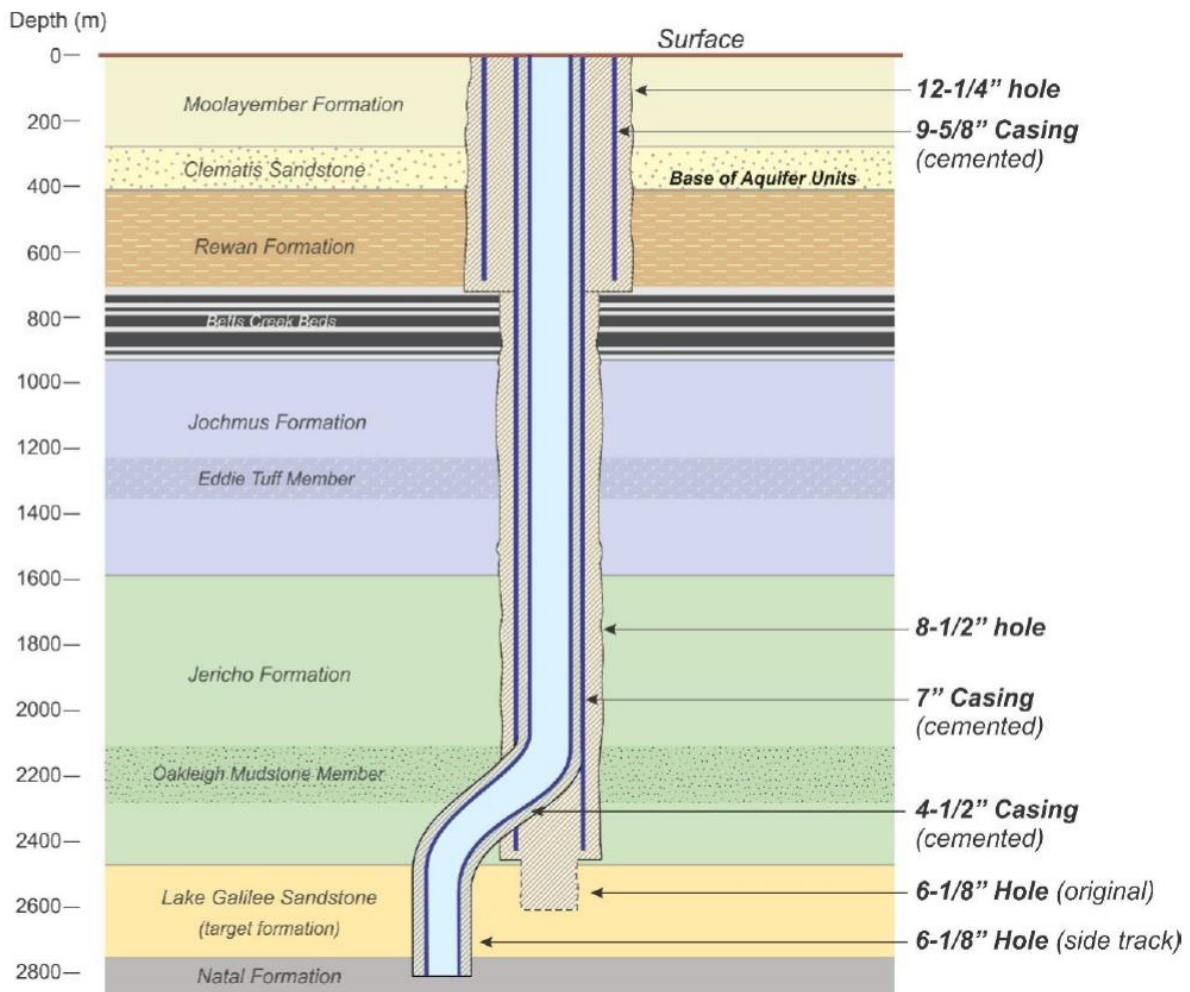 Depth (m)
Surface
0
Moolayember Formation
12-1/4” hole
200
9-5/8” Casing
(cemented)
Clematis Sandstone
Base of Aquifer Units
400
Rewan Formation
600
800
Betts Creek Beds
1000
Jochmus Formation
1200
Eddie Tuff Member
1400
1600
8-1/2” hole
1800
Jericho Formation
7” Casing
(cemented)
2000
2200
Oakleigh Mudstone Member
4-1/2” Casing
(cemented)
2400
Lake Galilee Sandstone
(target formation)
6-1/8” Hole (original)
2600
6-1/8” Hole (side track)
2800
Natal Formation